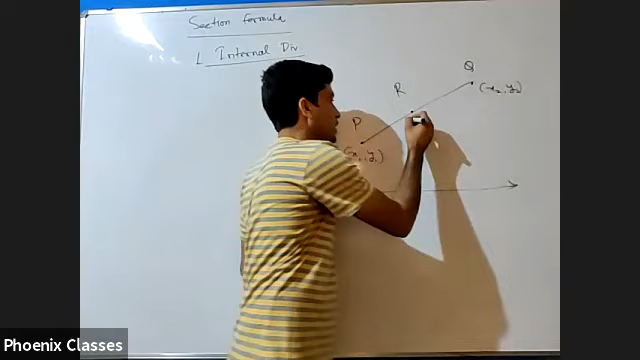 Section formula
L Internal Div
Q
R
(x₂, y₂)
P
(x₁, y₁)
Phoenix Classes